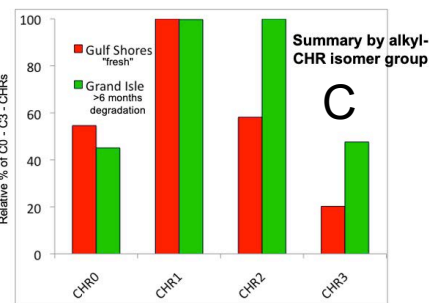 100
80
60
40
20
0
Relative % of C0 - C3 - CHRs
Gulf Shores
"fresh"
Grand Isle
>6 months
degradation
Summary by alkyl-
CHR isomer group
C
CHR0
CHR1
CHR2
CHR3